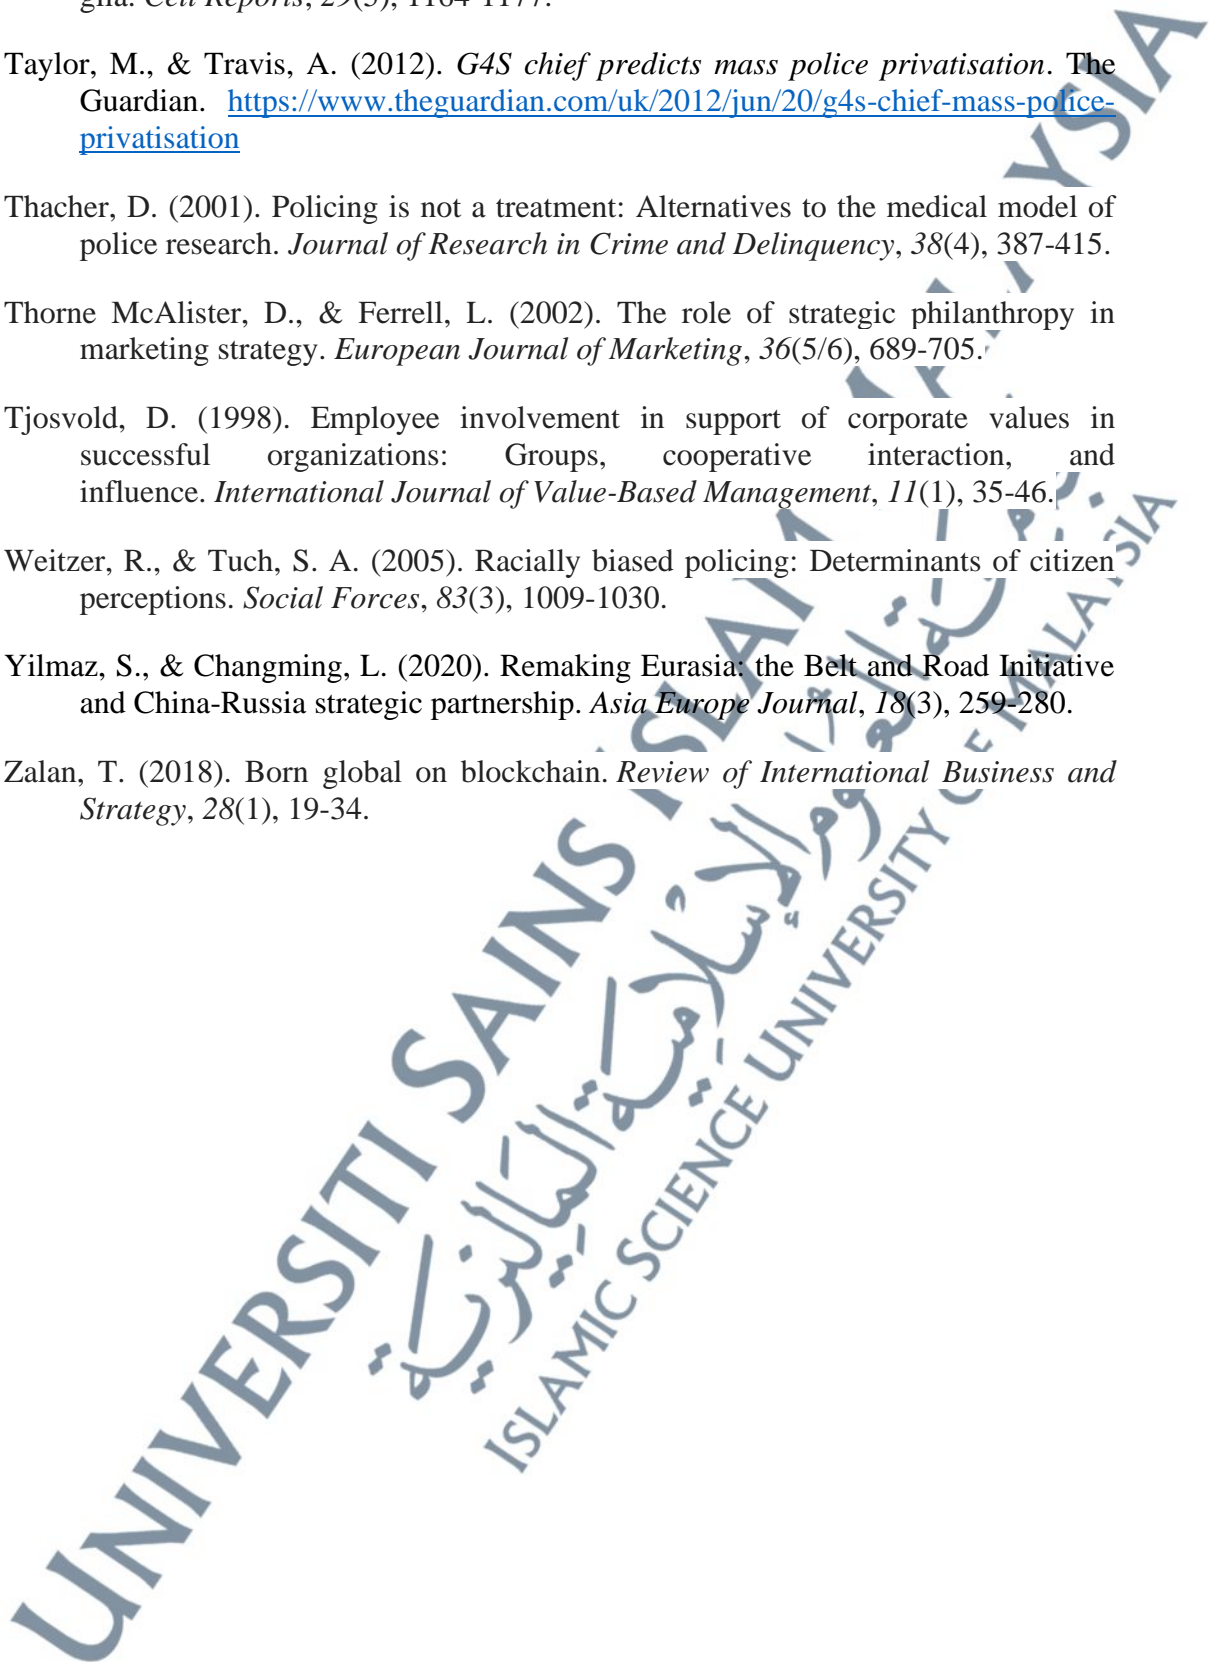 glia. Cell Reports, 29(5), 1164-1177.
Taylor, M., & Travis, A. (2012). G4S chief predicts mass police privatisation. The
Guardian. https://www.theguardian.com/uk/2012/jun/20/g4s-chief-mass-police-
privatisation
Thacher, D. (2001). Policing is not a treatment: Alternatives to the medical model of
police research. Journal of Research in Crime and Delinquency, 38(4), 387-415.
Thorne McAlister, D., & Ferrell, L. (2002). The role of strategic philanthropy in
marketing strategy. European Journal of Marketing, 36(5/6), 689-705.
Tjosvold, D. (1998). Employee involvement in support of corporate values in
successful organizations: Groups, cooperative interaction, and
influence. International Journal of Value-Based Management, 11(1), 35-46.
Weitzer, R., & Tuch, S. A. (2005). Racially biased policing: Determinants of citizen
perceptions. Social Forces, 83(3), 1009-1030.
Yilmaz, S., & Changming, L. (2020). Remaking Eurasia: the Belt and Road Initiative
and China-Russia strategic partnership. Asia Europe Journal, 18(3), 259-280.
Zalan, T. (2018). Born global on blockchain. Review of International Business and
Strategy, 28(1), 19-34.
UNIVERSITI SAINS ISLAM MALAYSIA
جامعة العلوم الإسلامية الماليزية
ISLAMIC SCIENCE UNIVERSITY OF MALAYSIA